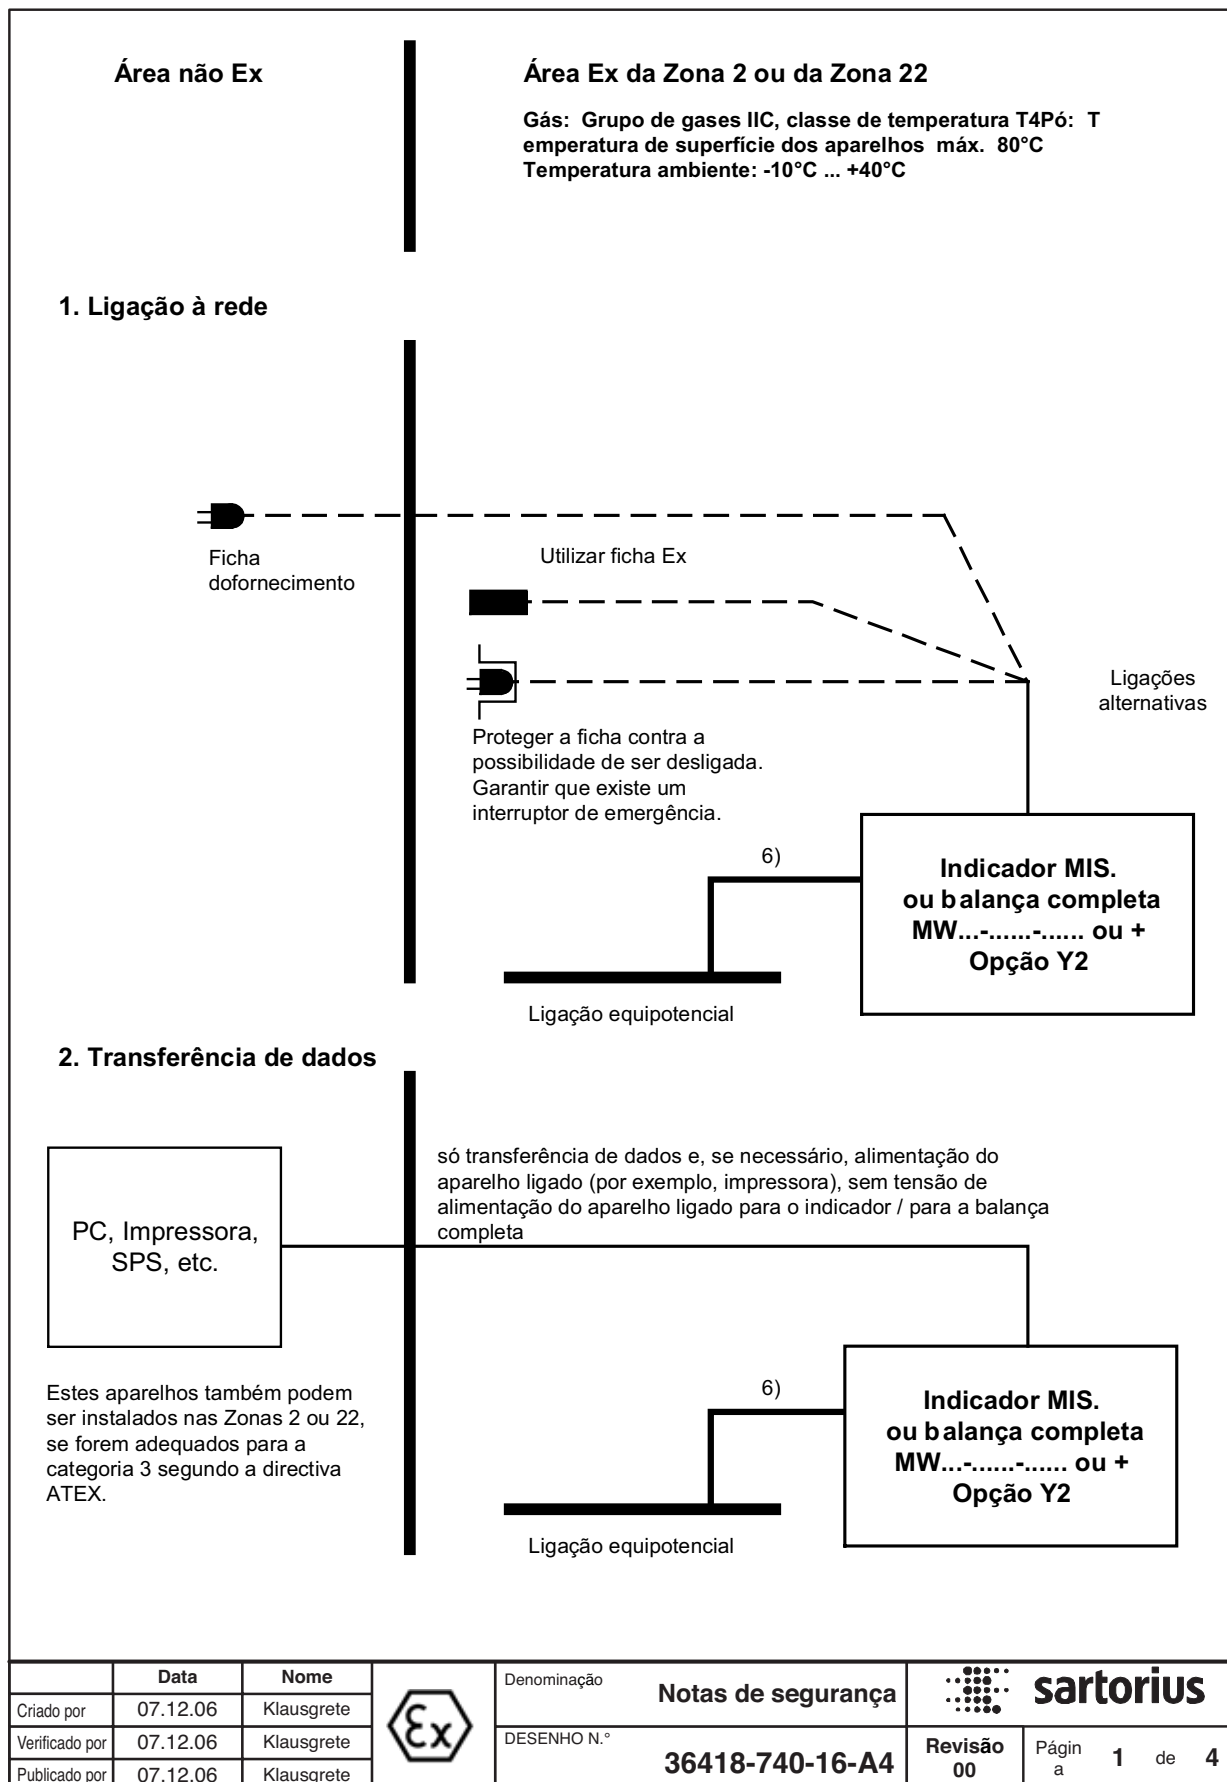 Área não Ex
Área Ex da Zona 2 ou da Zona 22
Gás: Grupo de gases IIC, classe de temperatura T4Pó: T
emperatura de superfície dos aparelhos máx. 80°C
Temperatura ambiente: -10°C ... +40°C
1. Ligação à rede
Ficha
dofornecimento
Utilizar ficha Ex
Ligações
alternativas
Proteger a ficha contra a
possibilidade de ser desligada.
Garantir que existe um
interruptor de emergência.
6)
Indicador MIS.
ou balança completa
MW...-......-...... ou +
Opção Y2
Ligação equipotencial
2. Transferência de dados
só transferência de dados e, se necessário, alimentação do
aparelho ligado (por exemplo, impressora), sem tensão de
alimentação do aparelho ligado para o indicador / para a balança
completa
PC, Impressora,
SPS, etc.
Estes aparelhos também podem
ser instalados nas Zonas 2 ou 22,
se forem adequados para a
categoria 3 segundo a directiva
ATEX.
6)
Indicador MIS.
ou balança completa
MW...-......-...... ou +
Opção Y2
Ligação equipotencial
Data Nome
Criado por 07.12.06 Klausgrete
Verificado por 07.12.06 Klausgrete
Publicado por 07.12.06 Klausgrete
Ex
Denominação
Notas de segurança
DESENHO N.°
36418-740-16-A4
sartorius
Revisão
00
Págin
a
1 de 4